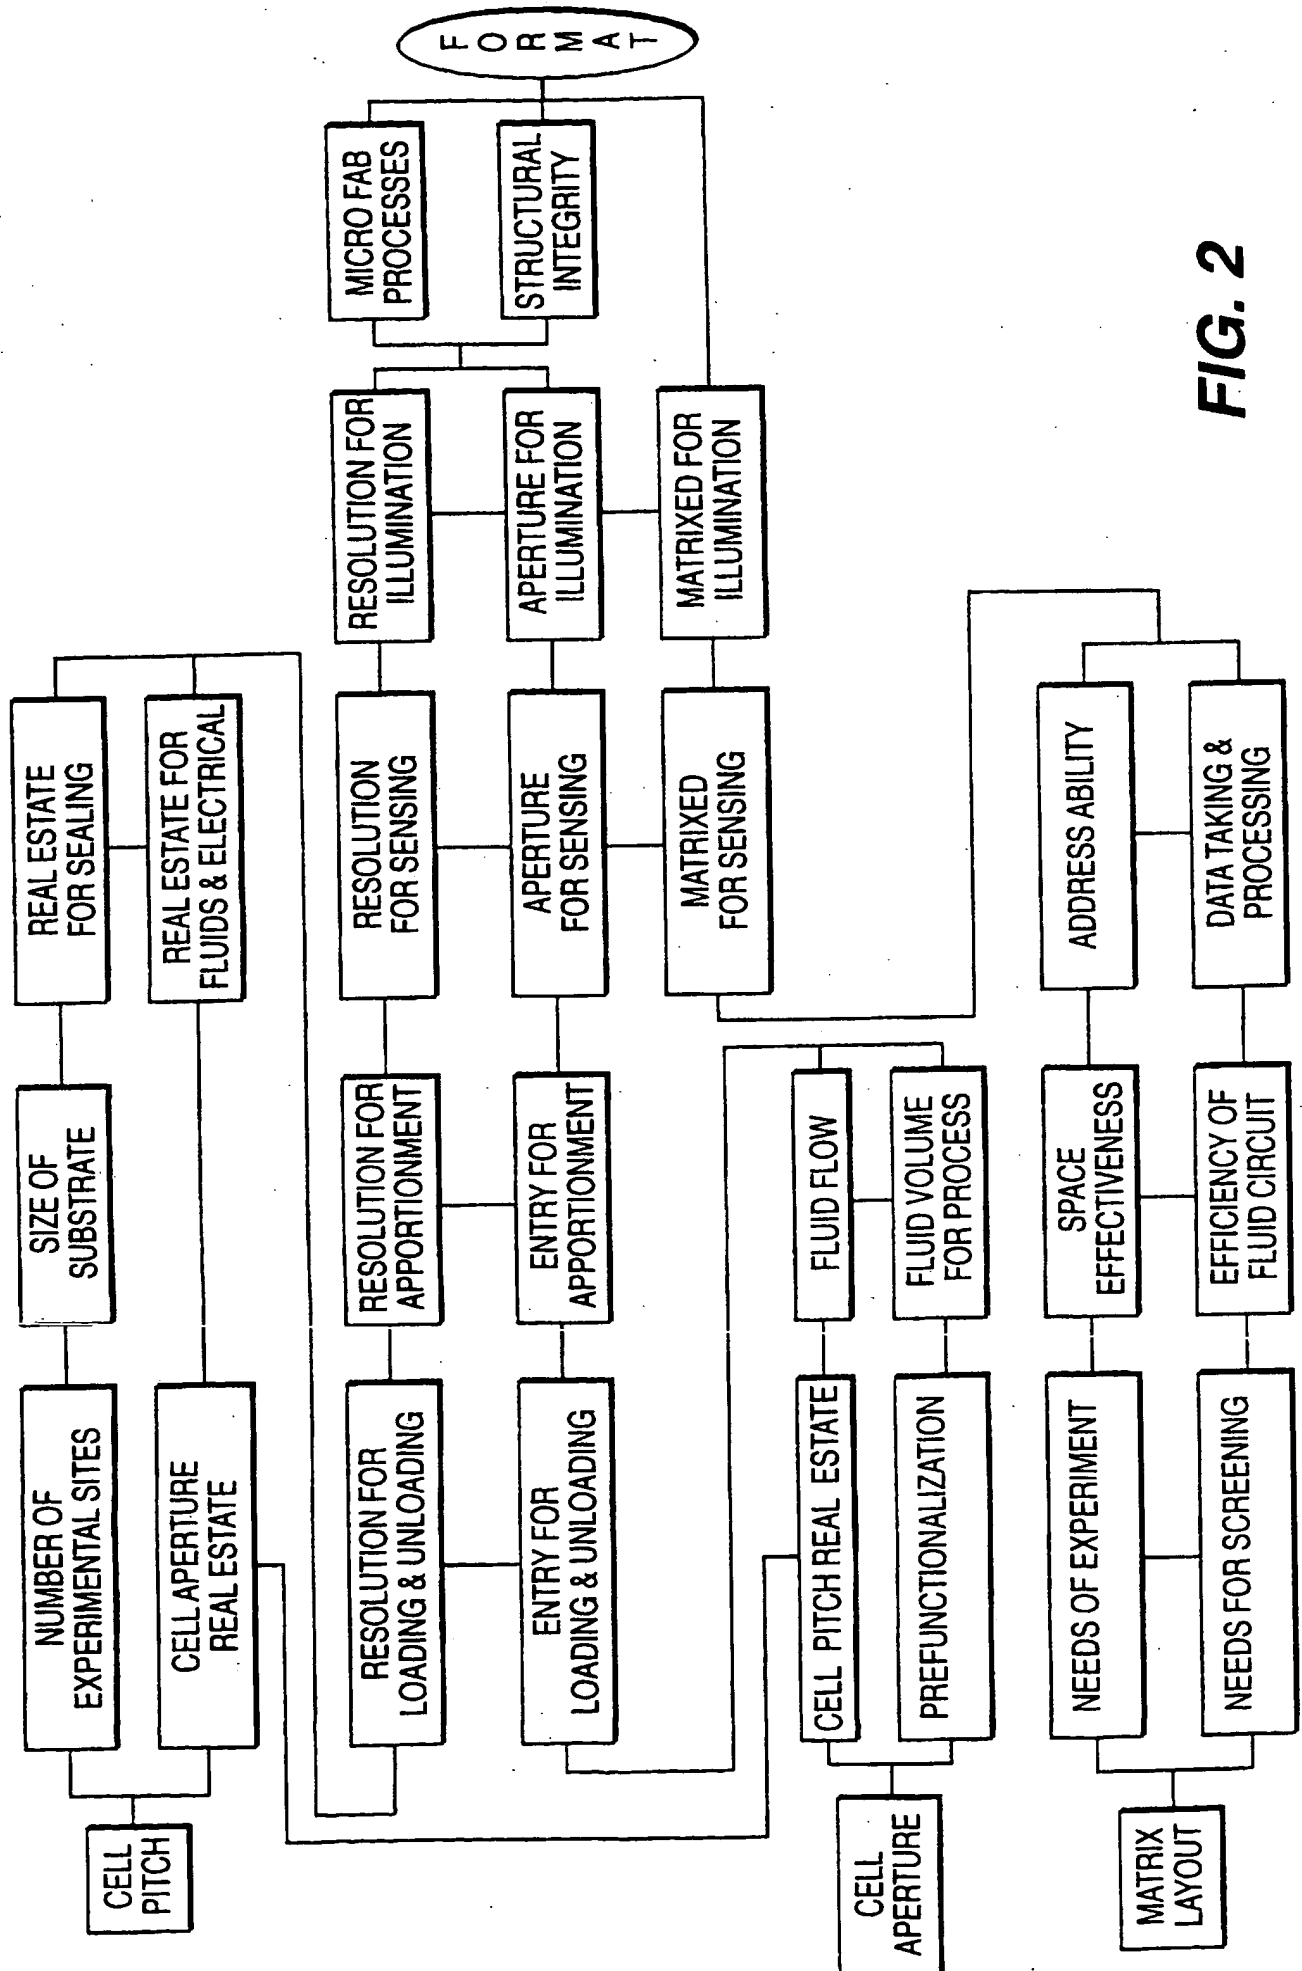 CELL
PITCH
NUMBER OF
EXPERIMENTAL SITES
SIZE OF
SUBSTRATE
REAL ESTATE
FOR SEALING
CELL APERTURE
REAL ESTATE
REAL ESTATE FOR
FLUIDS & ELECTRICAL
RESOLUTION FOR
LOADING & UNLOADING
RESOLUTION FOR
APPORTIONMENT
RESOLUTION
FOR SENSING
RESOLUTION FOR
ILLUMINATION
MICRO FAB
PROCESSES
ENTRY FOR
LOADING & UNLOADING
ENTRY FOR
APPORTIONMENT
APERTURE
FOR SENSING
APERTURE FOR
ILLUMINATION
STRUCTURAL
INTEGRITY
FORMAT
MATRIXED
FOR SENSING
MATRIXED FOR
ILLUMINATION
CELL
APERTURE
CELL PITCH REAL ESTATE
FLUID FLOW
PREFUNCTIONALIZATION
FLUID VOLUME
FOR PROCESS
MATRIX
LAYOUT
NEEDS OF EXPERIMENT
SPACE
EFFECTIVENESS
ADDRESS ABILITY
NEEDS FOR SCREENING
EFFICIENCY OF
FLUID CIRCUIT
DATA TAKING &
PROCESSING
FIG. 2